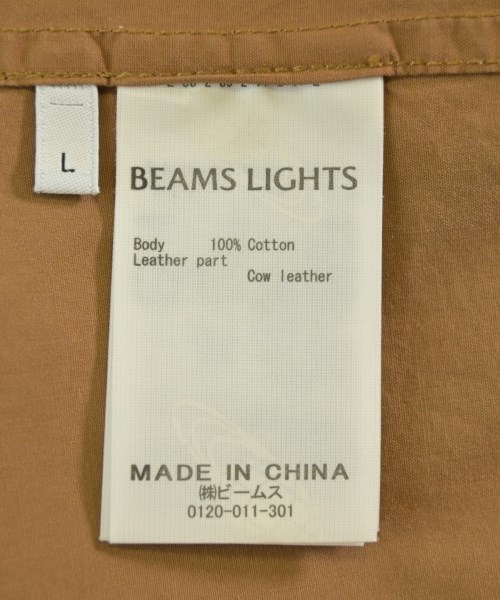 L
BEAMS LIGHTS
Body 100% Cotton
Leather part
Cow leather
MADE IN CHINA
㈱ビームス
0120-011-301